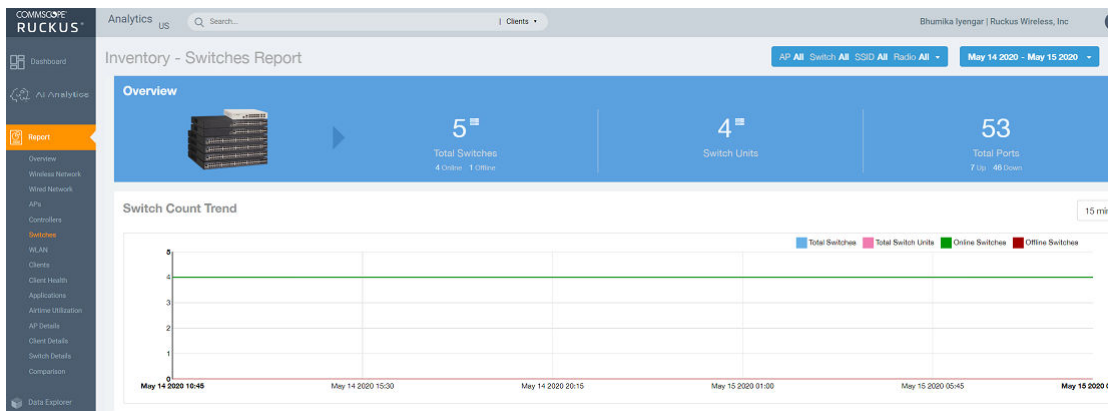 COMMSCOPE®
RUCKUS®
Analytics US
Search...
| Clients
Bhumika Iyengar | Ruckus Wireless, Inc
Dashboard
AI Analytics
Report
Overview
Wireless Network
Wired Network
APs
Controllers
Switches
WLAN
Clients
Client Health
Applications
Airtime Utilization
AP Details
Client Details
Switch Details
Comparison
Data Explorer
Inventory - Switches Report
AP All Switch All SSID All Radio All
May 14 2020 - May 15 2020
Overview
5
Total Switches
4 Online 1 Offline
4
Switch Units
53
Total Ports
7 Up 46 Down
Switch Count Trend
15 min
Total Switches Total Switch Units Online Switches Offline Switches
5
4
3
2
1
0
May 14 2020 10:45 May 14 2020 15:30 May 14 2020 20:15 May 15 2020 01:00 May 15 2020 05:45 May 15 2020